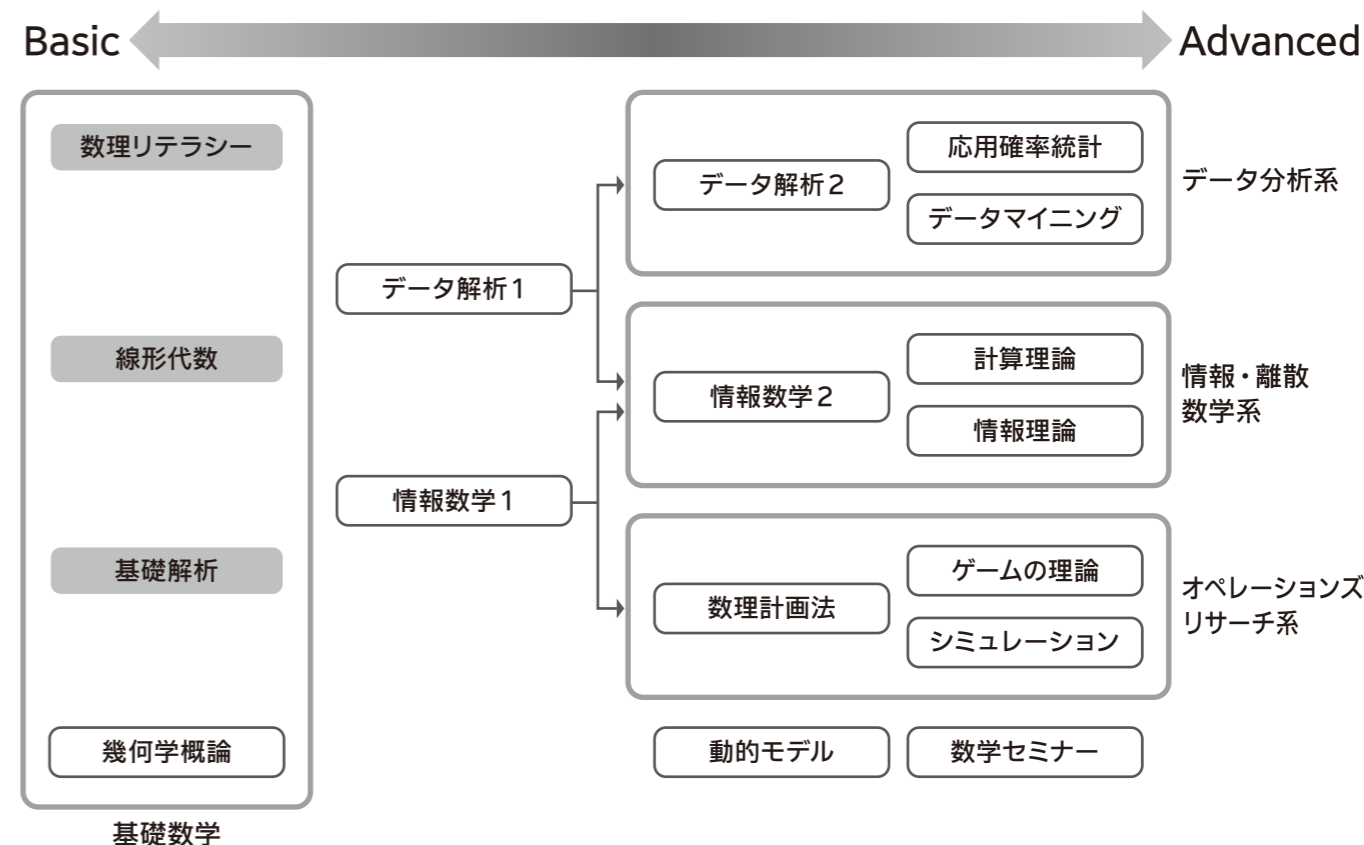 Basic
Advanced
数理リテラシー
線形代数
基礎解析
幾何学概論
基礎数学
データ解析1
情報数学1
データ解析2
応用確率統計
データマイニング
データ分析系
情報数学2
計算理論
情報理論
情報・離散
数学系
数理計画法
ゲームの理論
シミュレーション
オペレーションズ
リサーチ系
動的モデル
数学セミナー